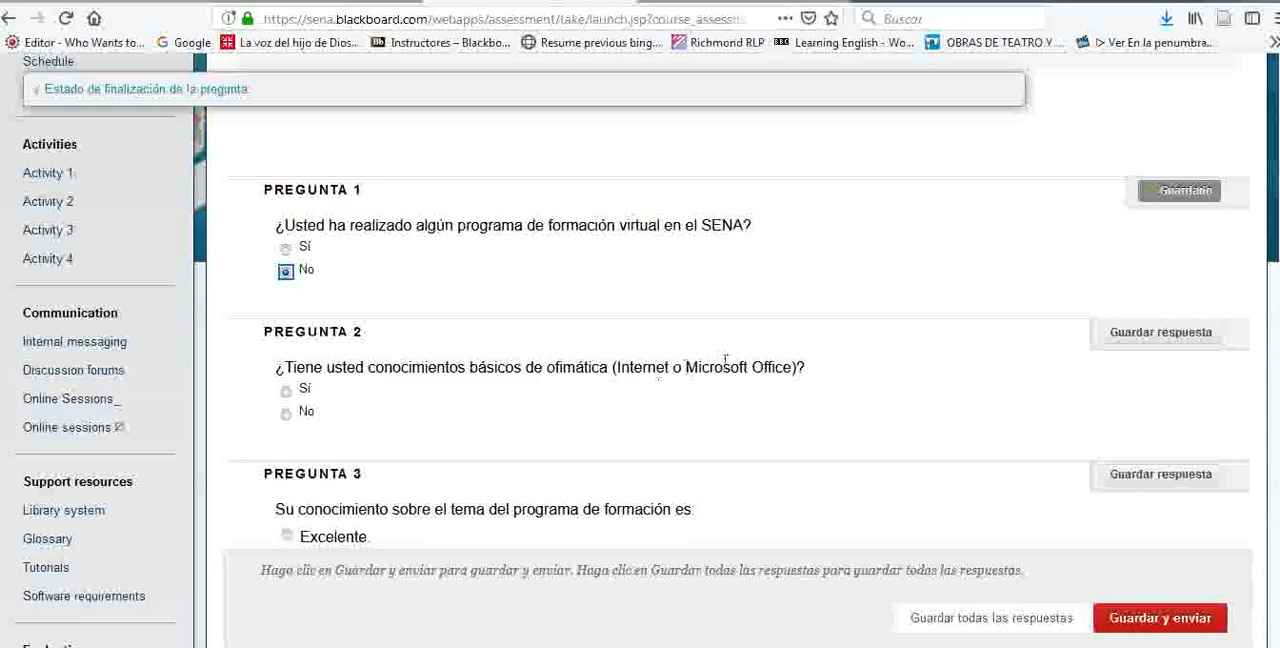 https://sena.blackboard.com/webapps/assessment/take/launch.jsp?course_assessm
Buscar
Editor - Who Wants to... Google La voz del hijo de Dios... Bb Instructores – Blackbo... Resume previous bing... Richmond RLP BBC Learning English - Wo... OBRAS DE TEATRO Y ... ▷ Ver En la penumbra...
Schedule
Estado de finalización de la pregunta:
Activities
Activity 1
Activity 2
Activity 3
Activity 4
Communication
Internal messaging
Discussion forums
Online Sessions_
Online sessions
Support resources
Library system
Glossary
Tutorials
Software requirements
PREGUNTA 1
Guardado
¿Usted ha realizado algún programa de formación virtual en el SENA?
Sí
No
PREGUNTA 2
Guardar respuesta
¿Tiene usted conocimientos básicos de ofimática (Internet o Microsoft Office)?
Sí
No
PREGUNTA 3
Guardar respuesta
Su conocimiento sobre el tema del programa de formación es
Excelente.
Haga clic en Guardar y enviar para guardar y enviar. Haga clic en Guardar todas las respuestas para guardar todas las respuestas.
Guardar todas las respuestas
Guardar y enviar